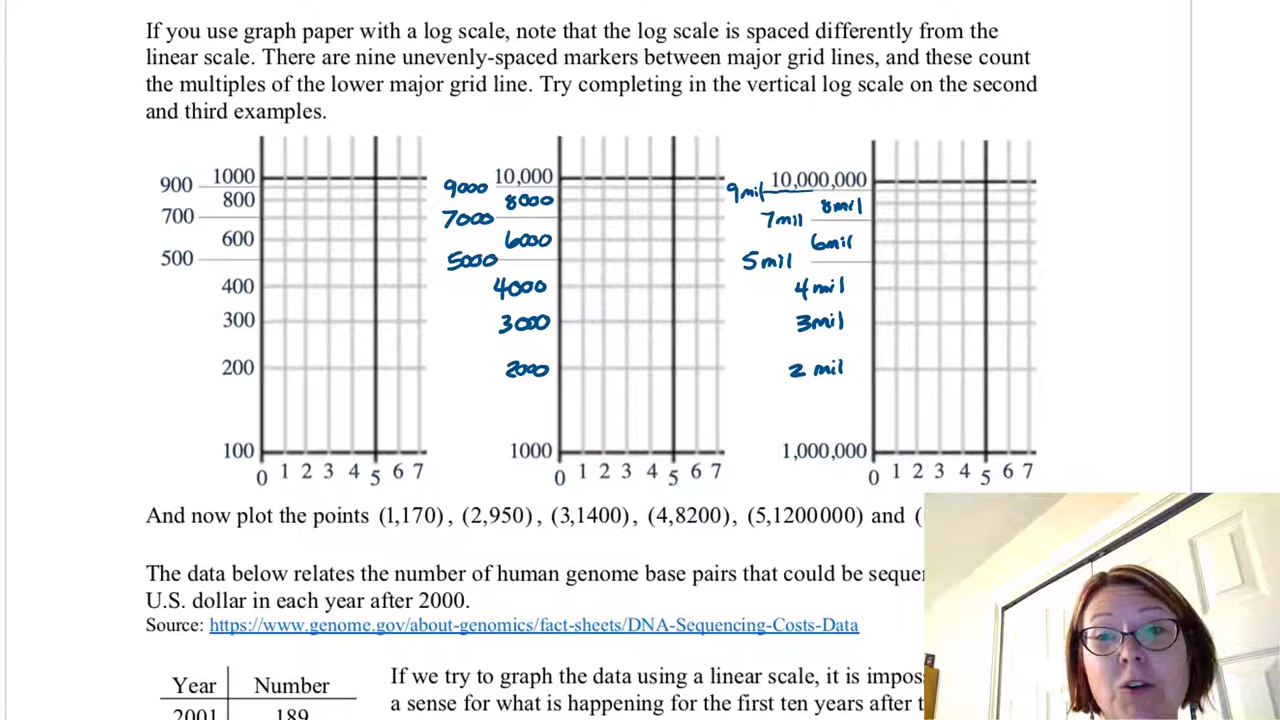 If you use graph paper with a log scale, note that the log scale is spaced differently from the
linear scale. There are nine unevenly-spaced markers between major grid lines, and these count
the multiples of the lower major grid line. Try completing in the vertical log scale on the second
and third examples.
1000
900
800
700
600
500
400
300
200
100
0 1 2 3 4 5 6 7
10,000
9000
8000
7000
6000
5000
4000
3000
2000
1000
0 1 2 3 4 5 6 7
10,000,000
9mil
8mil
7mil
6mil
5mil
4mil
3mil
2 mil
1,000,000
0 1 2 3 4 5 6 7
And now plot the points (1,170), (2,950), (3,1400), (4,8200), (5,1200000) and (
The data below relates the number of human genome base pairs that could be
U.S. dollar in each year after 2000.
Source: https://www.genome.gov/about-genomics/fact-sheets/DNA-Sequencing-Costs-Data
Year Number
2001 189
If we try to graph the data using a linear scale, it is
a sense for what is happening for the first ten years after